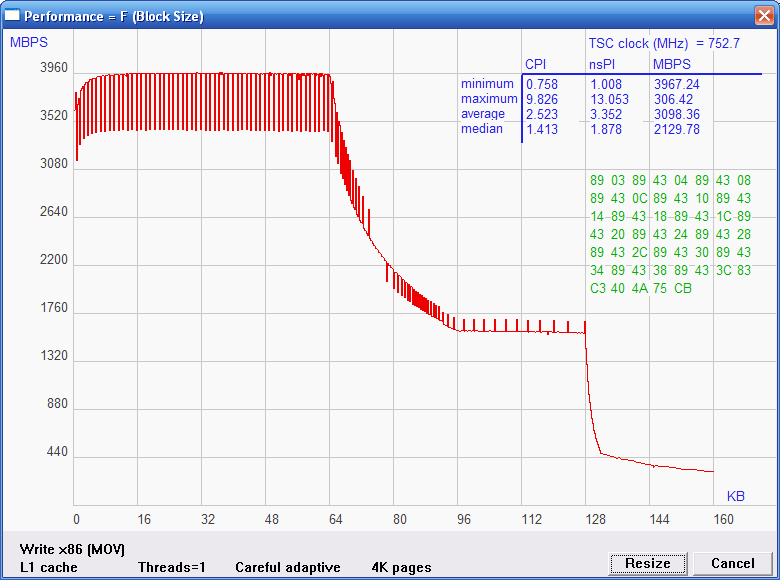 Performance = F (Block Size)
MBPS
TSC clock (MHz) = 752.7
CPI nsPI MBPS
minimum 0.758 1.008 3967.24
maximum 9.826 13.053 306.42
average 2.523 3.352 3098.36
median 1.413 1.878 2129.78
3960
3520
3080
2640
2200
1760
1320
880
440
89 03 89 43 04 89 43 08
89 43 0C 89 43 10 89 43
14 89 43 18 89 43 1C 89
43 20 89 43 24 89 43 28
89 43 2C 89 43 30 89 43
34 89 43 38 89 43 3C 83
C3 40 4A 75 CB
KB
0 16 32 48 64 80 96 112 128 144 160
Write x86 (MOV)
L1 cache Threads=1 Careful adaptive 4K pages
Resize Cancel